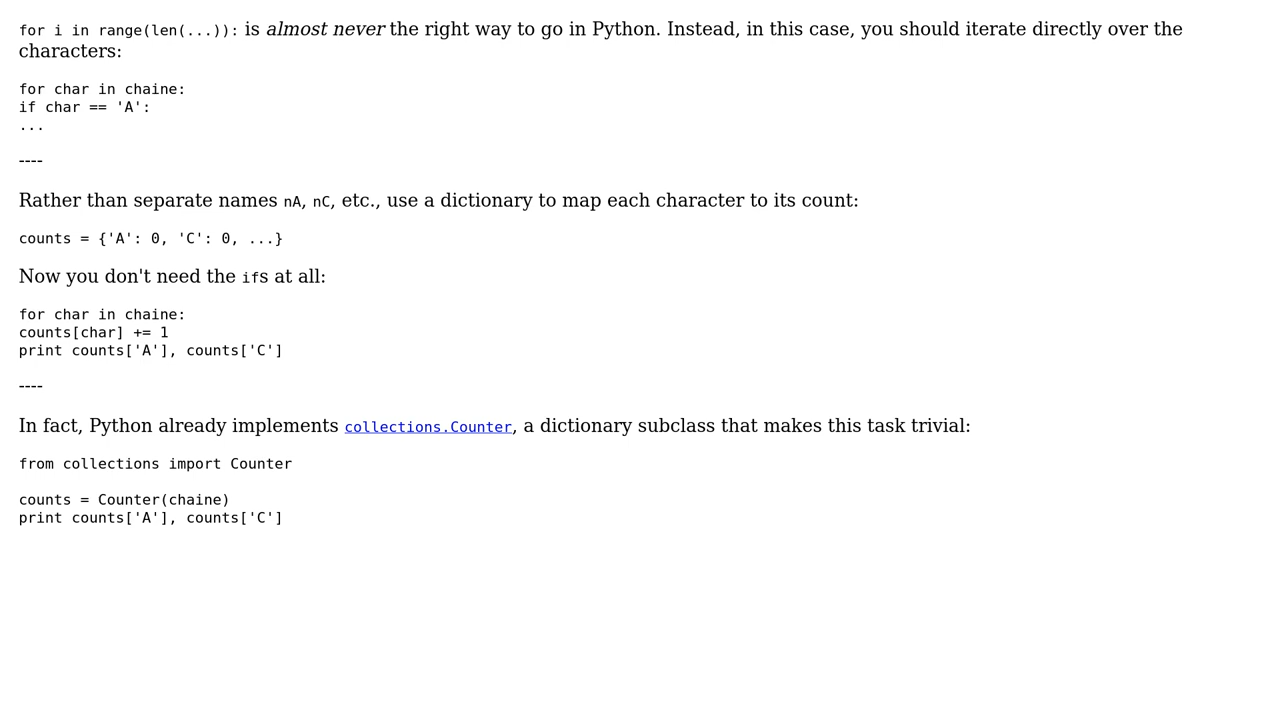 for i in range(len(...)): is almost never the right way to go in Python. Instead, in this case, you should iterate directly over the
characters:
for char in chaine:
if char == 'A':
...
----
Rather than separate names nA, nC, etc., use a dictionary to map each character to its count:
counts = {'A': 0, 'C': 0, ...}
Now you don't need the ifs at all:
for char in chaine:
counts[char] += 1
print counts['A'], counts['C']
----
In fact, Python already implements collections.Counter, a dictionary subclass that makes this task trivial:
from collections import Counter
counts = Counter(chaine)
print counts['A'], counts['C']